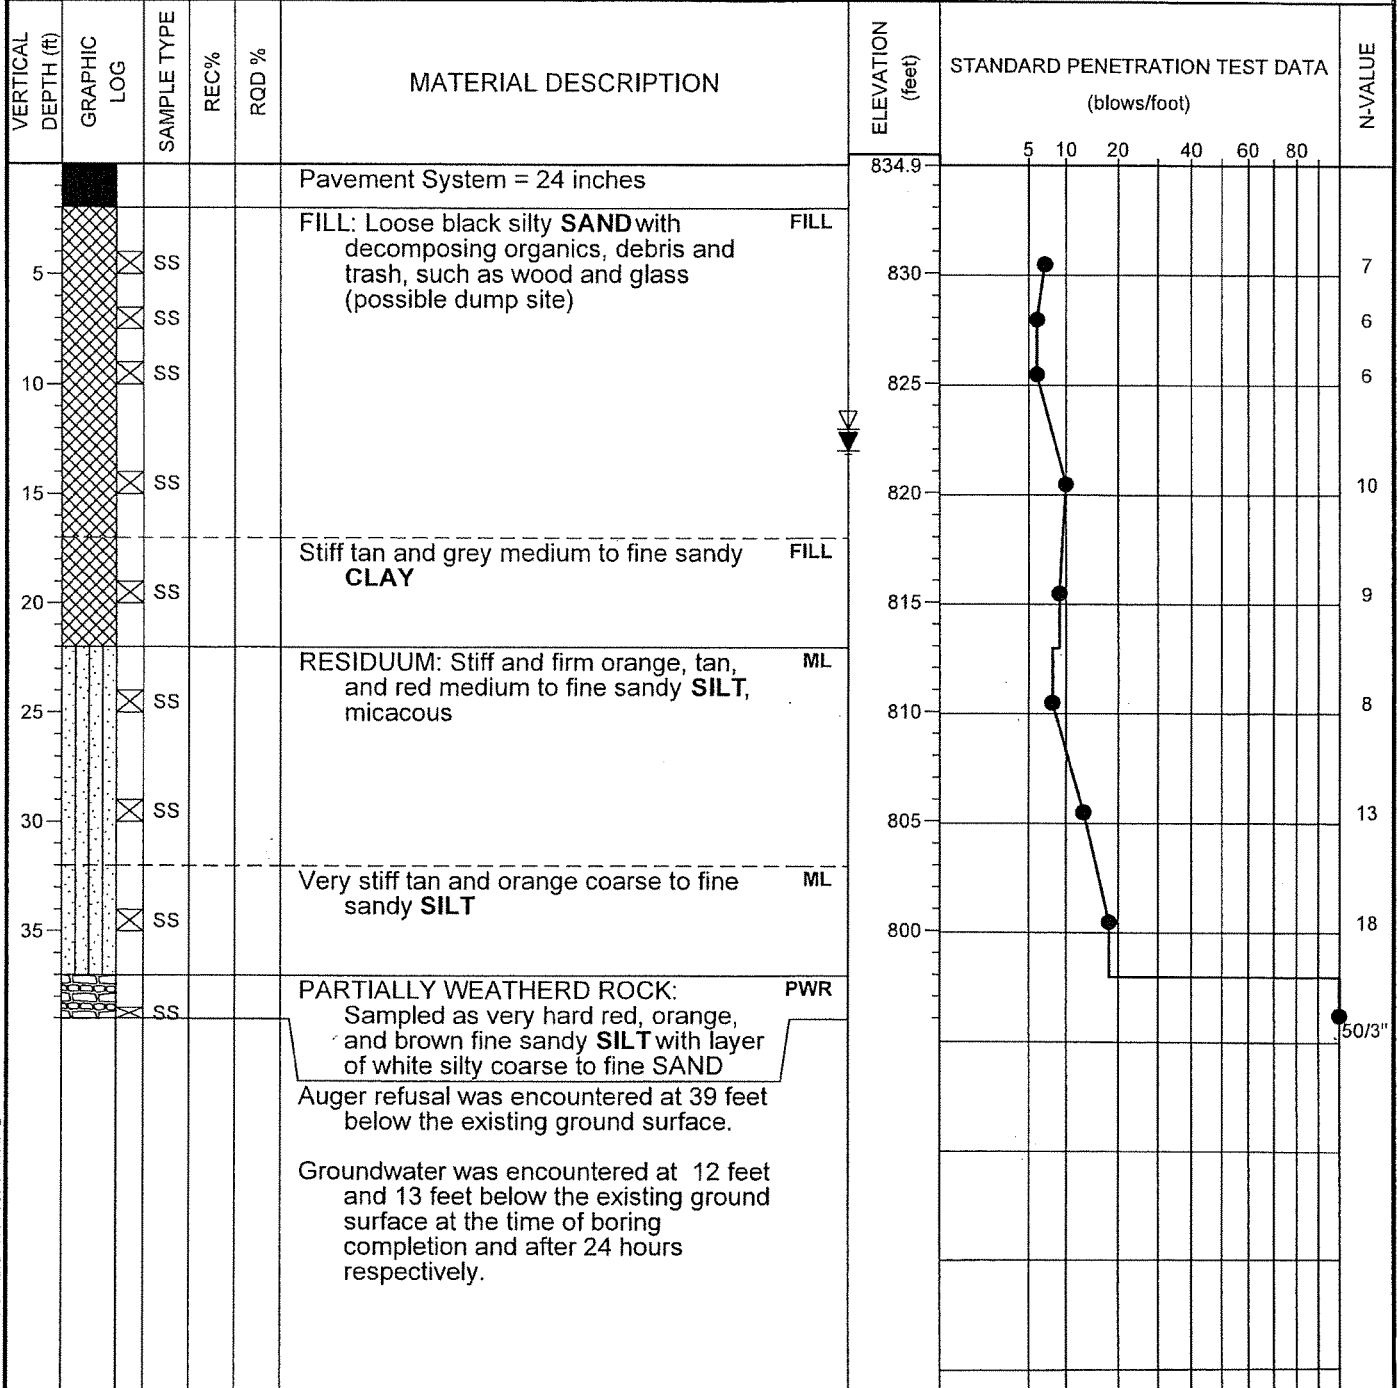 VERTICAL DEPTH (ft)
GRAPHIC LOG
SAMPLE TYPE
REC%
RQD %
MATERIAL DESCRIPTION
ELEVATION (feet)
STANDARD PENETRATION TEST DATA
(blows/foot)
N-VALUE
5 10 20 40 60 80
834.9
Pavement System = 24 inches
FILL: Loose black silty SAND with FILL
decomposing organics, debris and
trash, such as wood and glass
(possible dump site)
SS
5
830
7
SS
6
SS
10
825
6
SS
15
820
10
Stiff tan and grey medium to fine sandy FILL
CLAY
SS
20
815
9
RESIDUUM: Stiff and firm orange, tan, ML
and red medium to fine sandy SILT,
micacous
SS
25
810
8
SS
30
805
13
Very stiff tan and orange coarse to fine ML
sandy SILT
SS
35
800
18
PARTIALLY WEATHERD ROCK: PWR
SS
Sampled as very hard red, orange,
and brown fine sandy SILT with layer
of white silty coarse to fine SAND
50/3"
Auger refusal was encountered at 39 feet
below the existing ground surface.
Groundwater was encountered at 12 feet
and 13 feet below the existing ground
surface at the time of boring
completion and after 24 hours
respectively.